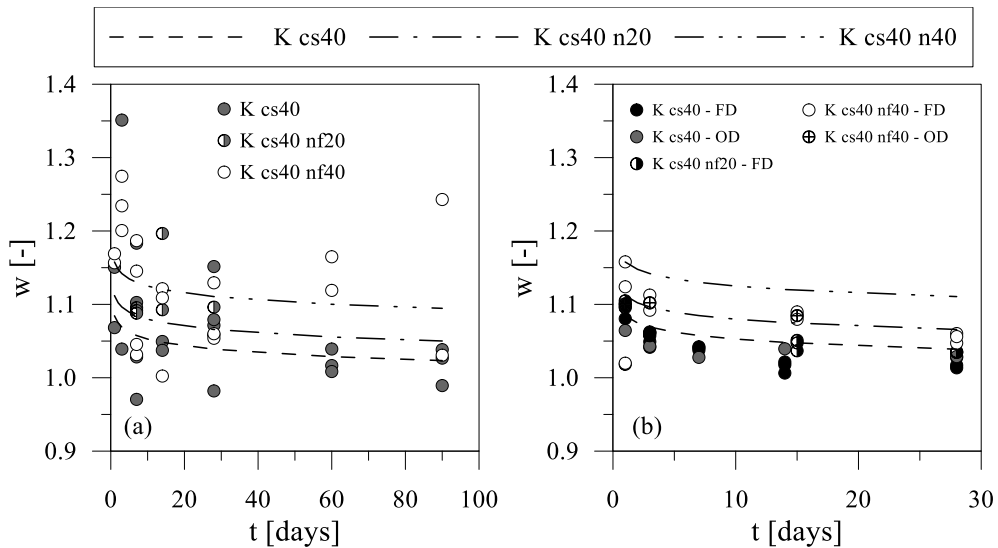 K cs40 K cs40 n20 K cs40 n40
1.4
1.3
1.2
1.1
1.0
0.9
w [-]
K cs40
K cs40 nf20
K cs40 nf40
(a)
0 20 40 60 80 100
t [days]
1.4
1.3
1.2
1.1
1.0
0.9
w [-]
K cs40 - FD K cs40 nf40 - FD
K cs40 - OD K cs40 nf40 - OD
K cs40 nf20 - FD
(b)
0 10 20 30
t [days]